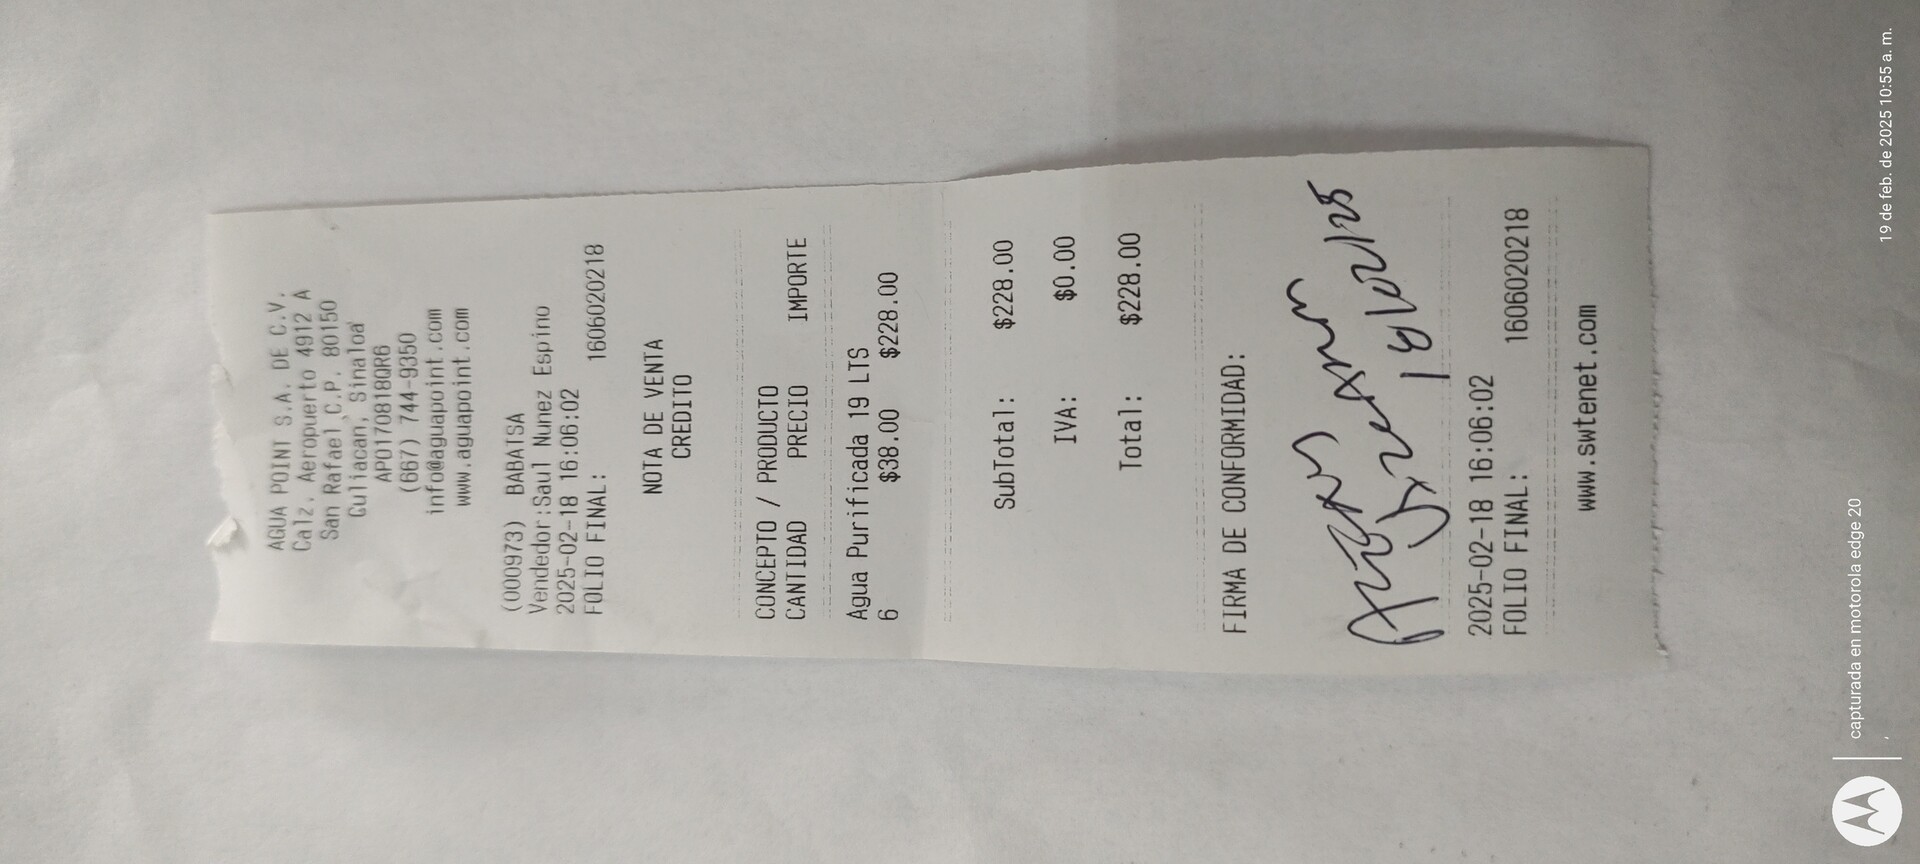 AGUA POINT S.A. DE C.V.
Calz. Aeropuerto 4912 A
San Rafael C.P. 80150
Culiacan, Sinaloa
APO170818QR6
(667) 744-9350
info@aguapoint.com
www.aguapoint.com
(000973) BABATSA
Vendedor:Saul Nunez Espino
2025-02-18 16:06:02
FOLIO FINAL: 1606020218
NOTA DE VENTA
CREDITO
CONCEPTO / PRODUCTO
CANTIDAD PRECIO IMPORTE
Agua Purificada 19 LTS
6 $38.00 $228.00
SubTotal: $228.00
IVA: $0.00
Total: $228.00
FIRMA DE CONFORMIDAD:
18/02/25
2025-02-18 16:06:02
FOLIO FINAL: 1606020218
www.swtenet.com
capturada en motorola edge 20
19 de feb. de 2025 10:55 a. m.